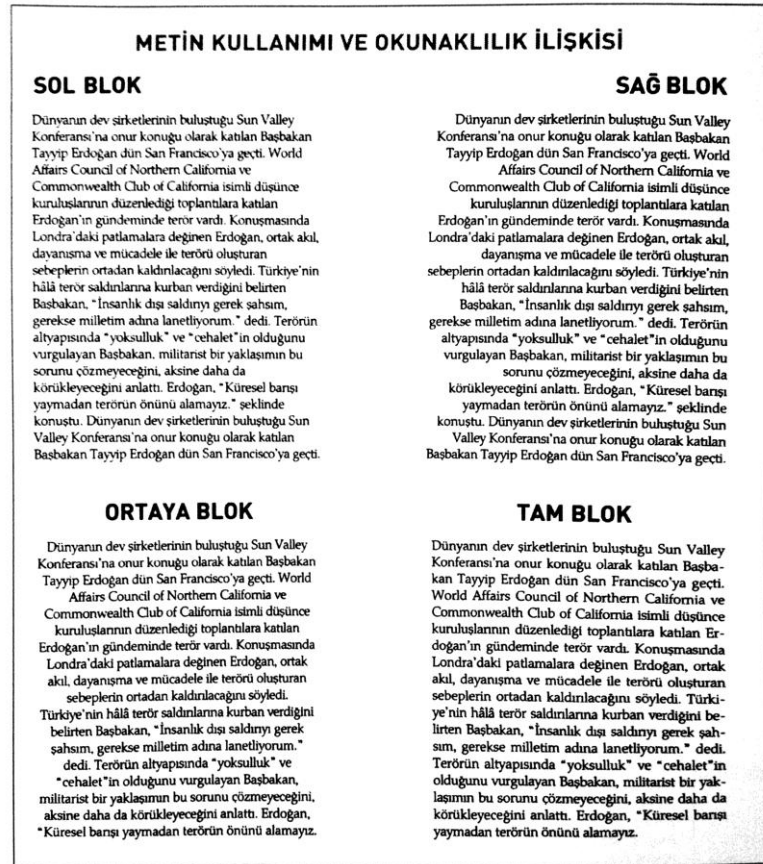 METİN KULLANIMI VE OKUNAKLILIK İLİŞKİSİ
SOL BLOK
Dünyanın dev şirketlerinin buluştuğu Sun Valley
Konferansı'na onur konuğu olarak katılan Başbakan
Tayyip Erdoğan dün San Francisco'ya geçti. World
Affairs Council of Northern California ve
Commonwealth Club of California isimli düşünce
kuruluşlarının düzenlediği toplantılara katılan
Erdoğan'ın gündeminde terör vardı. Konuşmasında
Londra'daki patlamalara değinen Erdoğan, ortak akıl,
dayanışma ve mücadele ile terörü oluşturan
sebeplerin ortadan kaldırılacağını söyledi. Türkiye'nin
hâlâ terör saldırılarına kurban verdiğini belirten
Başbakan, "İnsanlık dışı saldırıyı gerek şahsım,
gerekse milletim adına lanetliyorum." dedi. Terörün
altyapısında "yoksulluk" ve "cehalet"in olduğunu
vurgulayan Başbakan, militarist bir yaklaşımın bu
sorunu çözmeyeceğini, aksine daha da
körükleyeceğini anlattı. Erdoğan, "Küresel barışı
yaymadan terörün önünü alamayız." şeklinde
konuştu. Dünyanın dev şirketlerinin buluştuğu Sun
Valley Konferansı'na onur konuğu olarak katılan
Başbakan Tayyip Erdoğan dün San Francisco'ya geçti.
SAĞ BLOK
Dünyanın dev şirketlerinin buluştuğu Sun Valley
Konferansı'na onur konuğu olarak katılan Başbakan
Tayyip Erdoğan dün San Francisco'ya geçti. World
Affairs Council of Northern California ve
Commonwealth Club of California isimli düşünce
kuruluşlarının düzenlediği toplantılara katılan
Erdoğan'ın gündeminde terör vardı. Konuşmasında
Londra'daki patlamalara değinen Erdoğan, ortak akıl,
dayanışma ve mücadele ile terörü oluşturan
sebeplerin ortadan kaldırılacağını söyledi. Türkiye'nin
hâlâ terör saldırılarına kurban verdiğini belirten
Başbakan, "İnsanlık dışı saldırıyı gerek şahsım,
gerekse milletim adına lanetliyorum." dedi. Terörün
altyapısında "yoksulluk" ve "cehalet"in olduğunu
vurgulayan Başbakan, militarist bir yaklaşımın bu
sorunu çözmeyeceğini, aksine daha da
körükleyeceğini anlattı. Erdoğan, "Küresel barışı
yaymadan terörün önünü alamayız." şeklinde
konuştu. Dünyanın dev şirketlerinin buluştuğu Sun
Valley Konferansı'na onur konuğu olarak katılan
Başbakan Tayyip Erdoğan dün San Francisco'ya geçti.
ORTAYA BLOK
Dünyanın dev şirketlerinin buluştuğu Sun Valley
Konferansı'na onur konuğu olarak katılan Başbakan
Tayyip Erdoğan dün San Francisco'ya geçti. World
Affairs Council of Northern California ve
Commonwealth Club of California isimli düşünce
kuruluşlarının düzenlediği toplantılara katılan
Erdoğan'ın gündeminde terör vardı. Konuşmasında
Londra'daki patlamalara değinen Erdoğan, ortak
akıl, dayanışma ve mücadele ile terörü oluşturan
sebeplerin ortadan kaldırılacağını söyledi.
Türkiye'nin hâlâ terör saldırılarına kurban verdiğini
belirten Başbakan, "İnsanlık dışı saldırıyı gerek
şahsım, gerekse milletim adına lanetliyorum."
dedi. Terörün altyapısında "yoksulluk" ve
"cehalet"in olduğunu vurgulayan Başbakan,
militarist bir yaklaşımın bu sorunu çözmeyeceğini,
aksine daha da körükleyeceğini anlattı. Erdoğan,
"Küresel barışı yaymadan terörün önünü alamayız.
TAM BLOK
Dünyanın dev şirketlerinin buluştuğu Sun Valley
Konferansı'na onur konuğu olarak katılan Başba-
kan Tayyip Erdoğan dün San Francisco'ya geçti.
World Affairs Council of Northern California ve
Commonwealth Club of California isimli düşünce
kuruluşlarının düzenlediği toplantılara katılan Er-
doğan'ın gündeminde terör vardı. Konuşmasında
Londra'daki patlamalara değinen Erdoğan, ortak
akıl, dayanışma ve mücadele ile terörü oluşturan
sebeplerin ortadan kaldırılacağını söyledi. Türki-
ye'nin hâlâ terör saldırılarına kurban verdiğini be-
lirten Başbakan, "İnsanlık dışı saldırıyı gerek şah-
sım, gerekse milletim adına lanetliyorum." dedi.
Terörün altyapısında "yoksulluk" ve "cehalet"in
olduğunu vurgulayan Başbakan, militarist bir yak-
laşımın bu sorunu çözmeyeceğini, aksine daha da
körükleyeceğini anlattı. Erdoğan, "Küresel barışı
yaymadan terörün önünü alamayız.